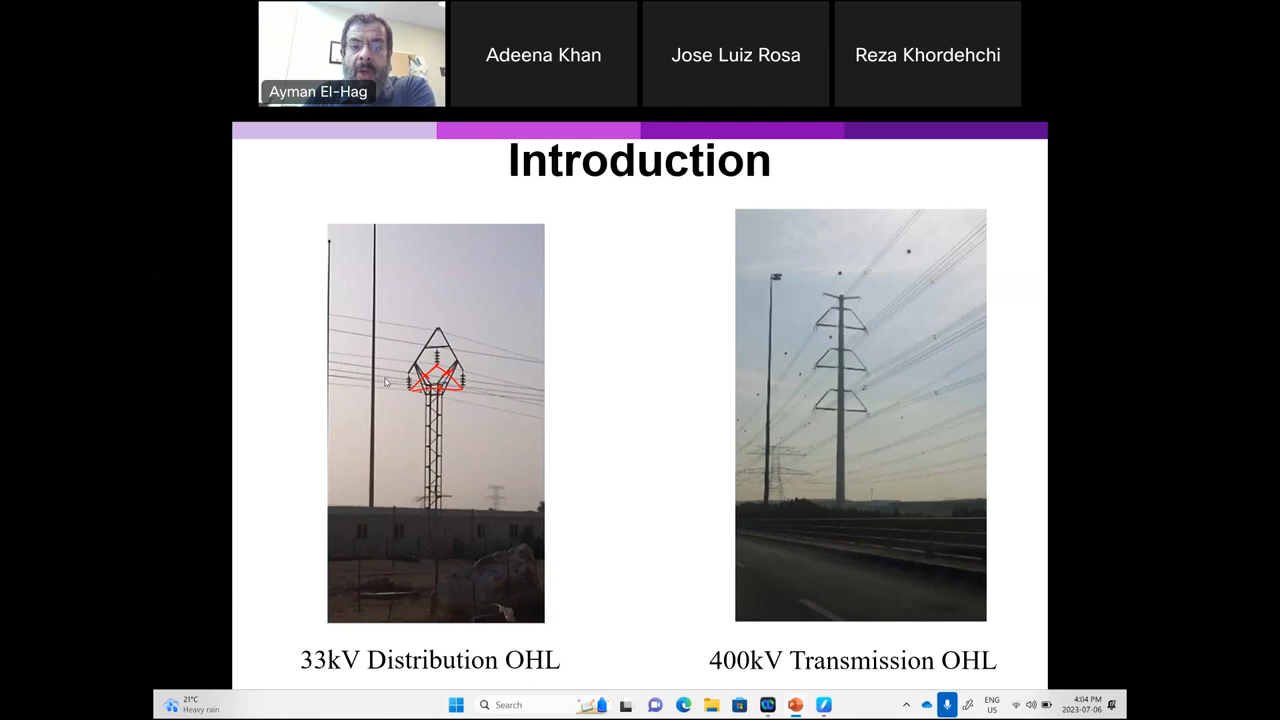 Adeena Khan
Jose Luiz Rosa
Reza Khordehchi
Ayman El-Hag
Introduction
33kV Distribution OHL
400kV Transmission OHL
21°C
Heavy rain
Search
ENG
US
4:04 PM
2023-07-06